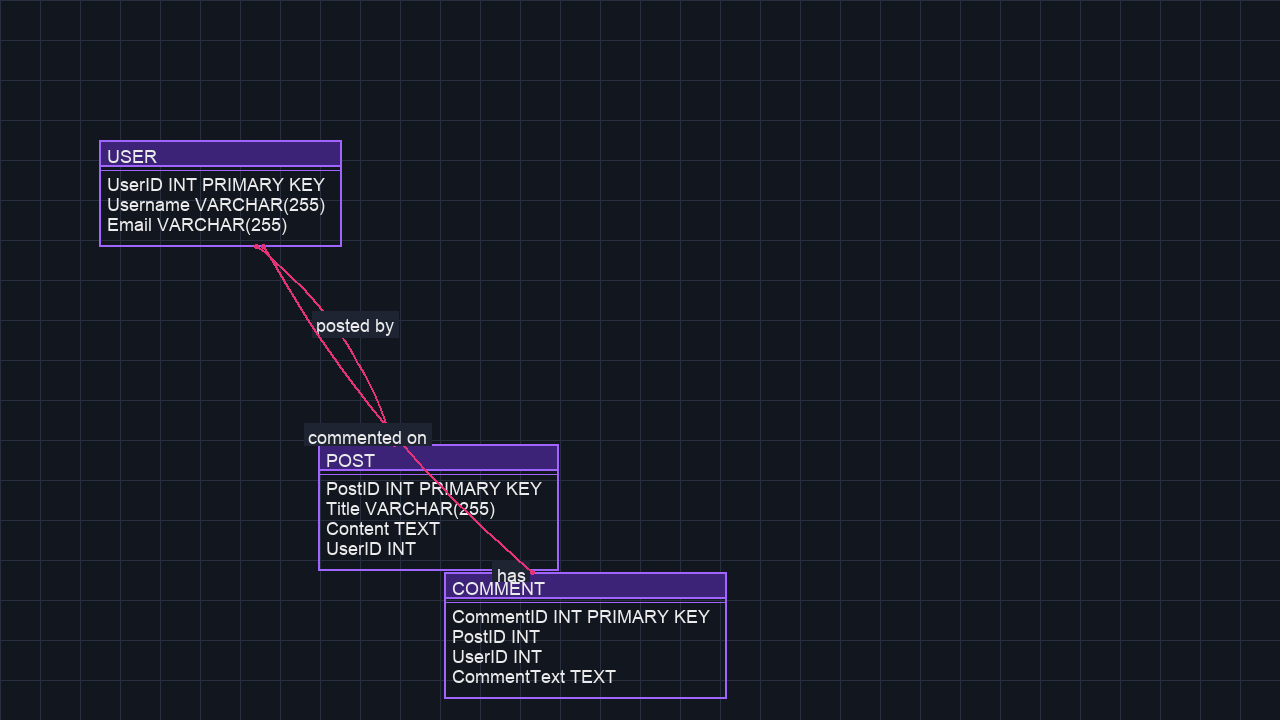 USER
UserID INT PRIMARY KEY
Username VARCHAR(255)
Email VARCHAR(255)
posted by
commented on
POST
PostID INT PRIMARY KEY
Title VARCHAR(255)
Content TEXT
UserID INT
has
COMMENT
CommentID INT PRIMARY KEY
PostID INT
UserID INT
CommentText TEXT